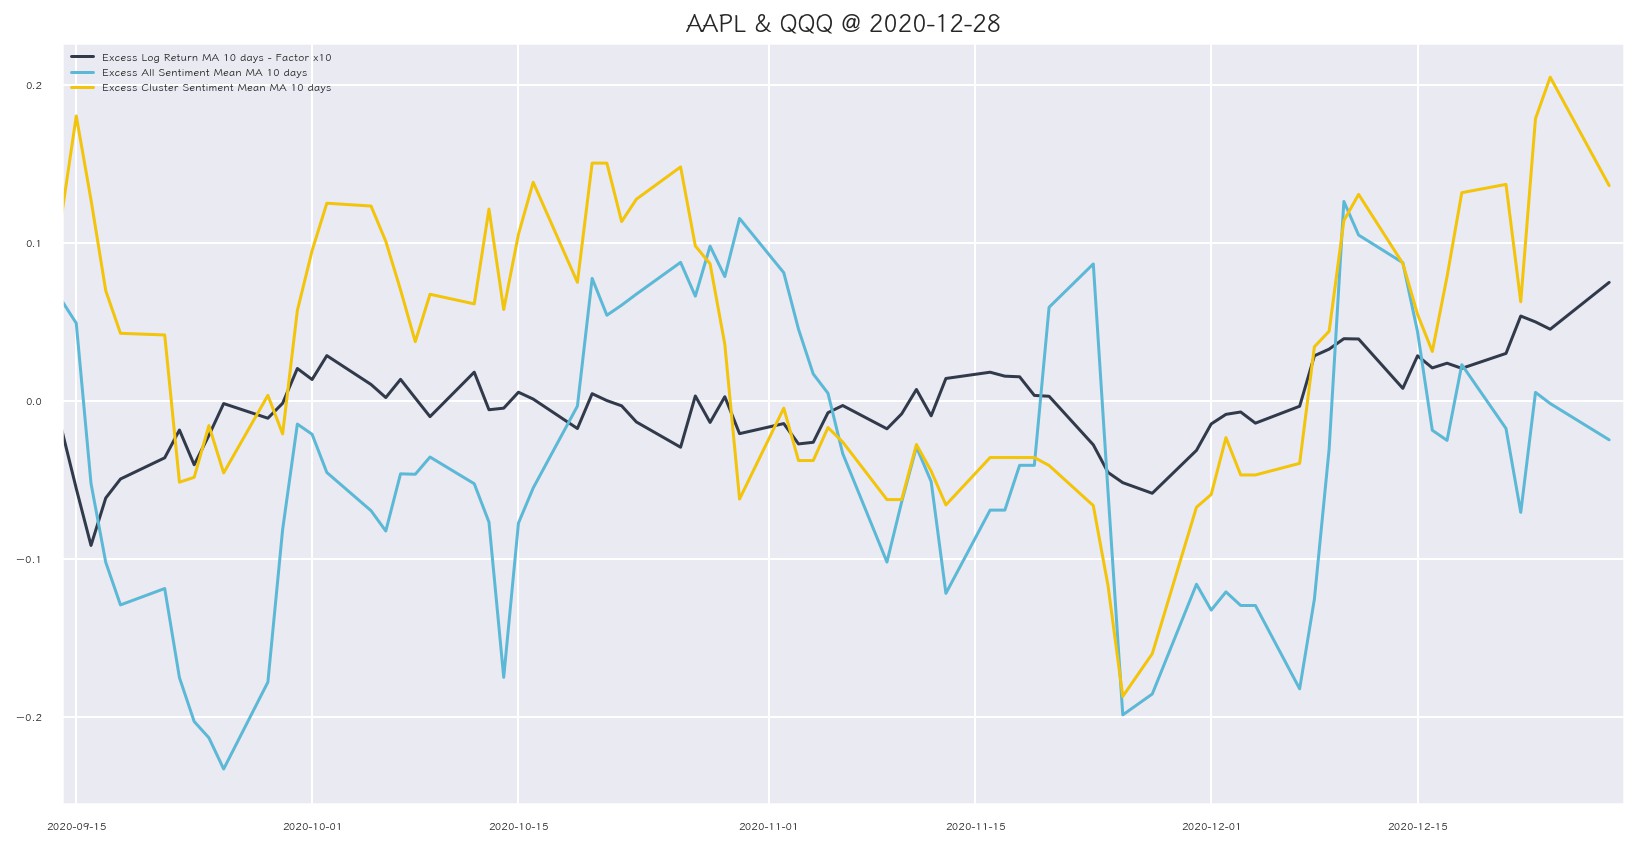 AAPL & QQQ @ 2020-12-28
Excess Log Return MA 10 days - Factor x10
Excess All Sentiment Mean MA 10 days
Excess Cluster Sentiment Mean MA 10 days
0.2
0.1
0.0
−0.1
−0.2
2020-09-15 2020-10-01 2020-10-15 2020-11-01 2020-11-15 2020-12-01 2020-12-15